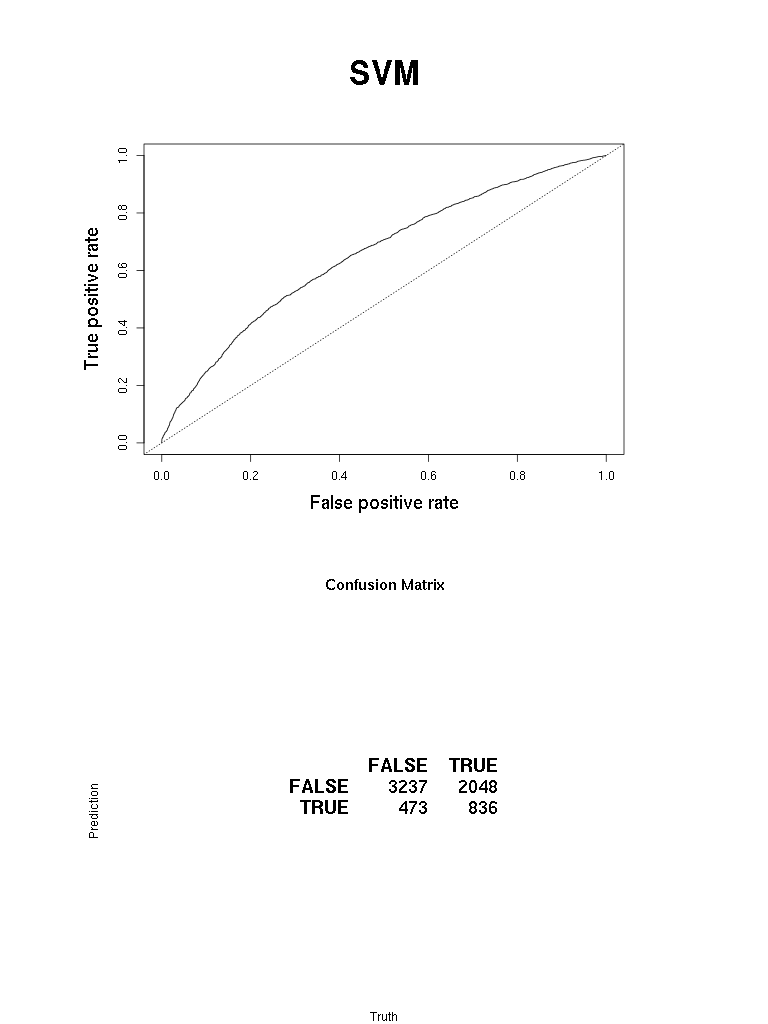 SVM
1.0
0.8
0.6
0.4
0.2
0.0
True positive rate
0.0 0.2 0.4 0.6 0.8 1.0
False positive rate
Confusion Matrix
FALSE TRUE
FALSE 3237 2048
TRUE 473 836
Prediction
Truth